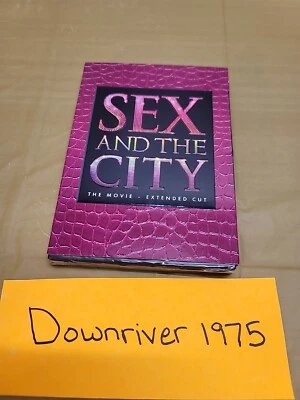 SEX
AND THE
CITY
THE MOVIE - EXTENDED CUT
Downriver 1975